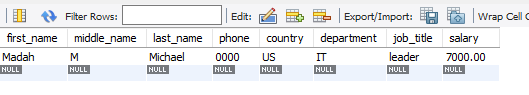 Filter Rows: Edit: Export/Import: Wrap Cell C
first_name middle_name last_name phone country department job_title salary
Madah M Michael 0000 US IT leader 7000.00
NULL NULL NULL NULL NULL NULL NULL NULL